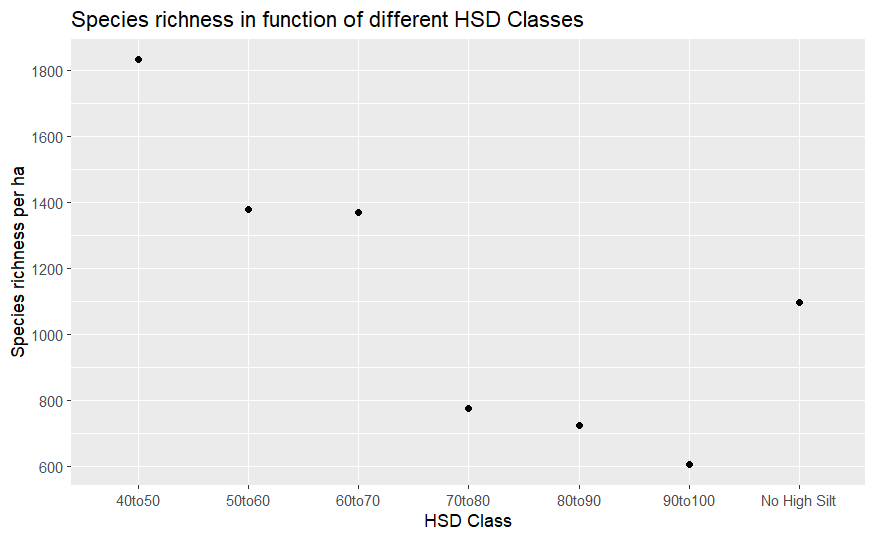 Species richness in function of different HSD Classes
Species richness per ha
1800
1600
1400
1200
1000
800
600
40to50 50to60 60to70 70to80 80to90 90to100 No High Silt
HSD Class